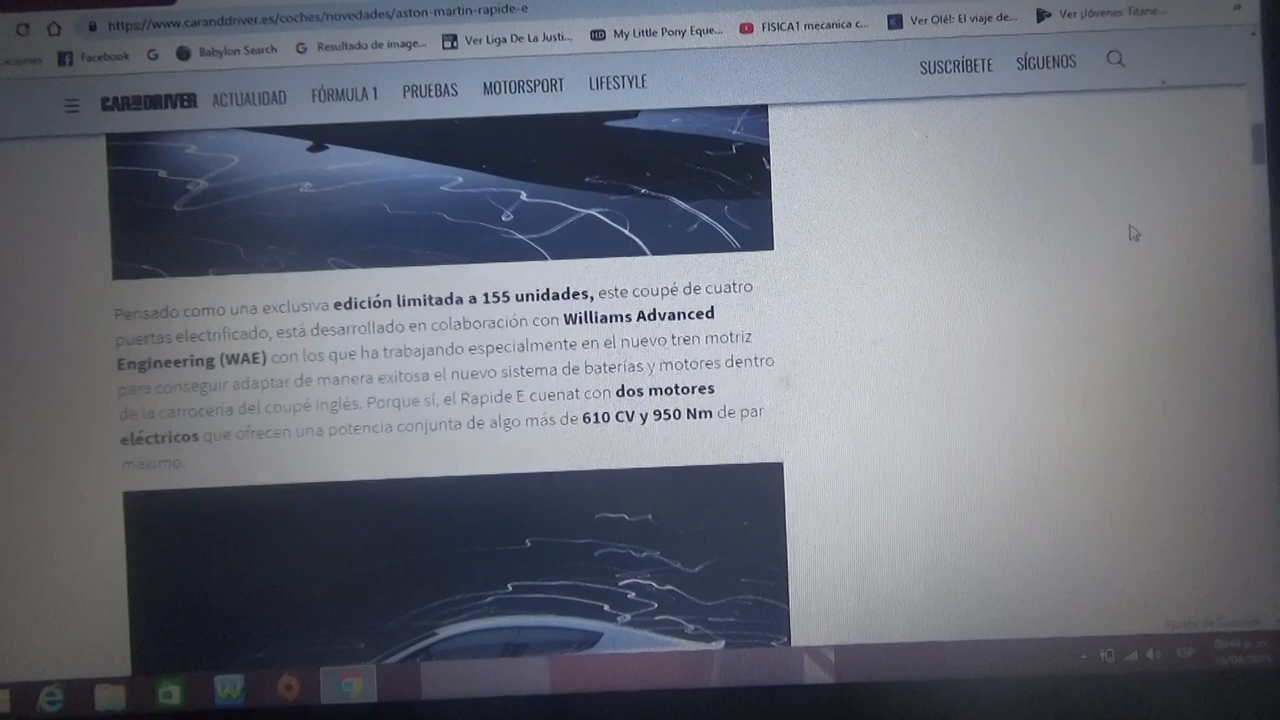 https://www.caranddriver.es/coches/novedades/aston-martin-rapide-e
Facebook Babylon Search Resultado de image... Ver Liga De La Justi... My Little Pony Eque... FISICA1 mecanica c... Ver Olé!: El viaje de... Ver ¡Jóvenes Titane...
CAR AND DRIVER ACTUALIDAD FÓRMULA 1 PRUEBAS MOTORSPORT LIFESTYLE SUSCRÍBETE SÍGUENOS
Pensado como una exclusiva edición limitada a 155 unidades, este coupé de cuatro
puertas electrificado, está desarrollado en colaboración con Williams Advanced
Engineering (WAE) con los que ha trabajando especialmente en el nuevo tren motriz
para conseguir adaptar de manera exitosa el nuevo sistema de baterías y motores dentro
de la carrocería del coupé inglés. Porque sí, el Rapide E cuenat con dos motores
eléctricos que ofrecen una potencia conjunta de algo más de 610 CV y 950 Nm de par
máximo.
ESP